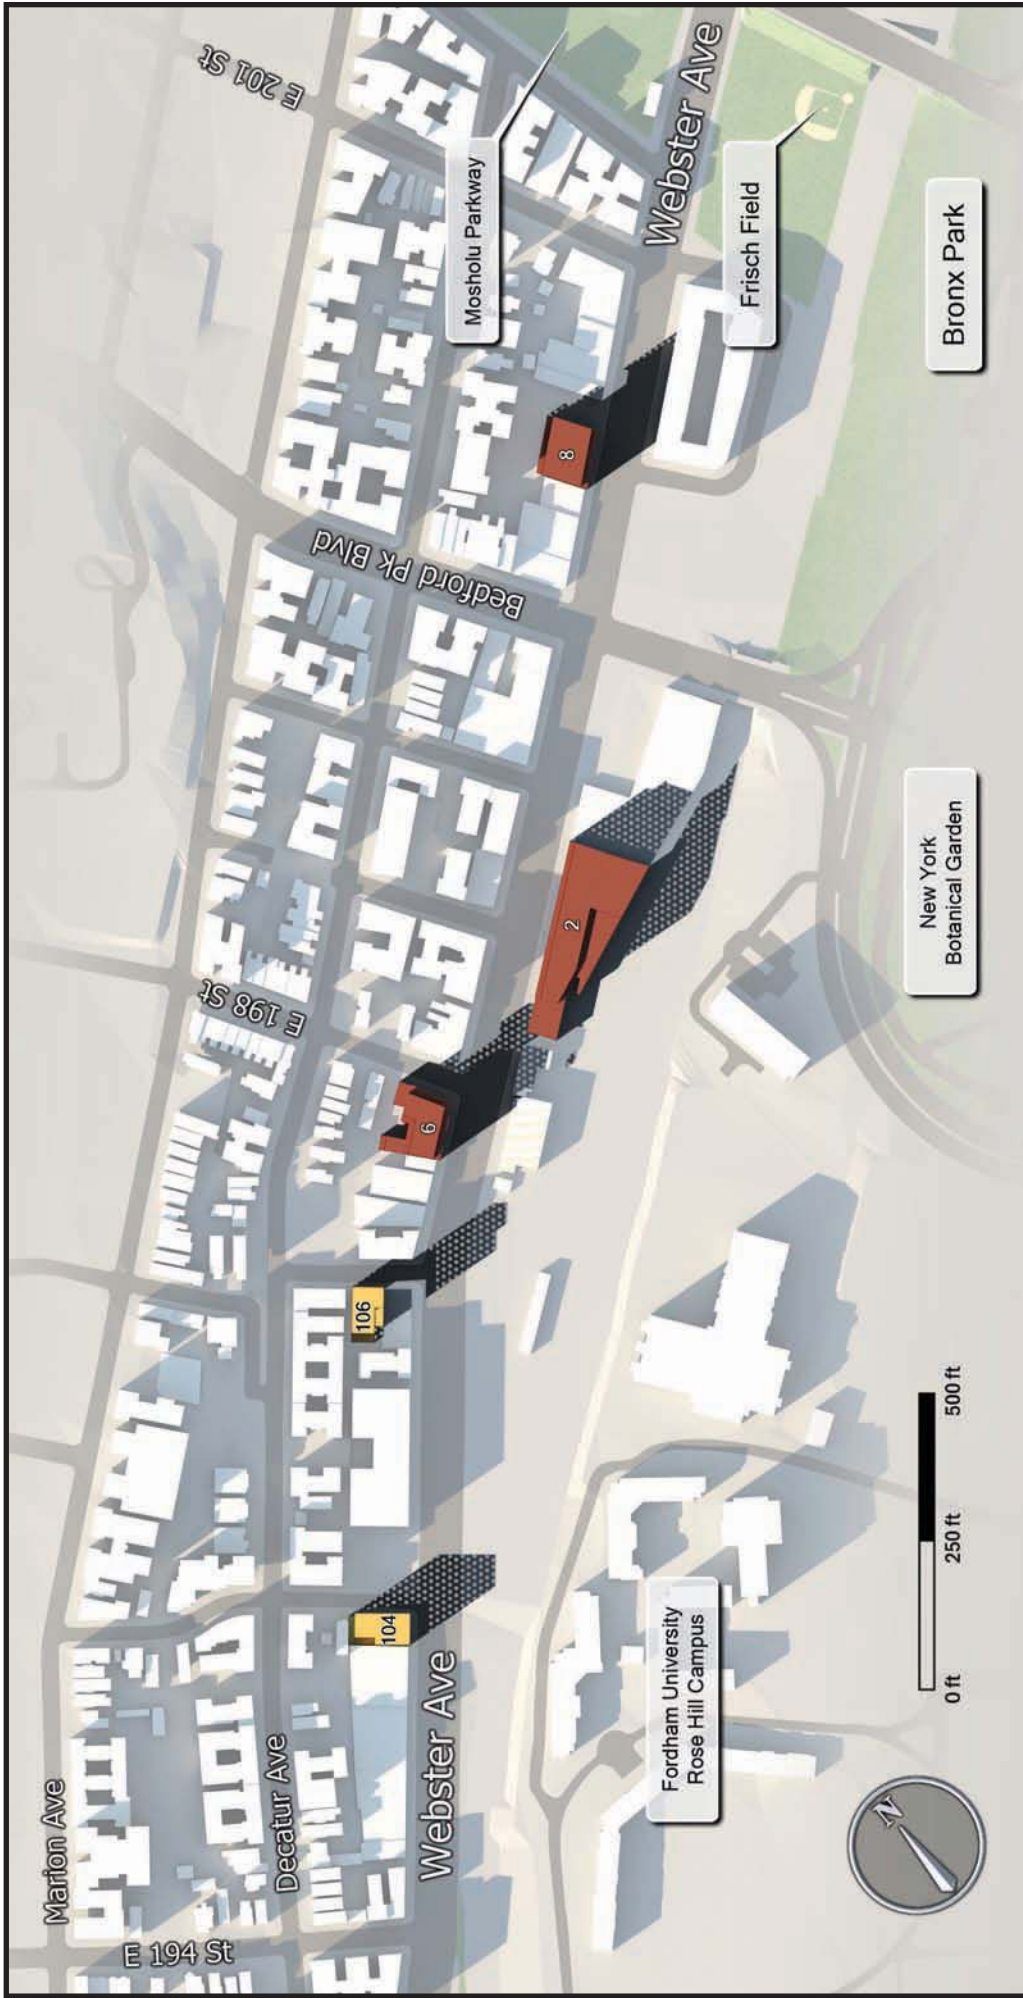 E 201 St
Mosholu Parkway
Webster Ave
Frisch Field
Bronx Park
8
Bedford Pk Blvd
2
New York
Botanical Garden
E 198 St
6
106
104
Fordham University
Rose Hill Campus
Webster Ave
Decatur Ave
Marion Ave
E 194 St
0 ft
250 ft
500 ft
N